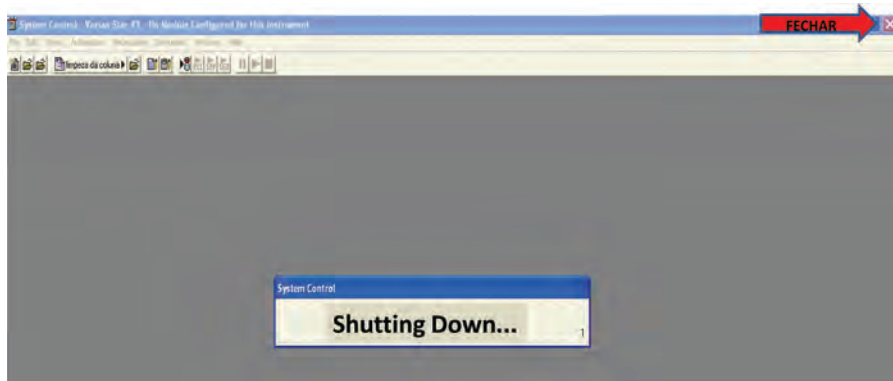 System Control - Varian Star #1 - No Module Configured for this Instrument
FECHAR
limpeza da coluna
System Control
Shutting Down...
1